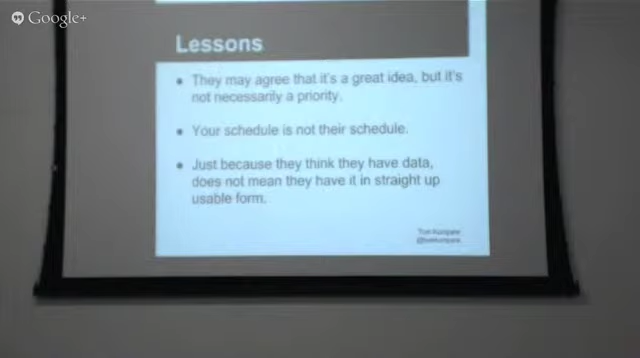 Google+
Lessons
They may agree that it's a great idea, but it's
not necessarily a priority.
Your schedule is not their schedule.
Just because they think they have data,
does not mean they have it in straight up
usable form.
Tom